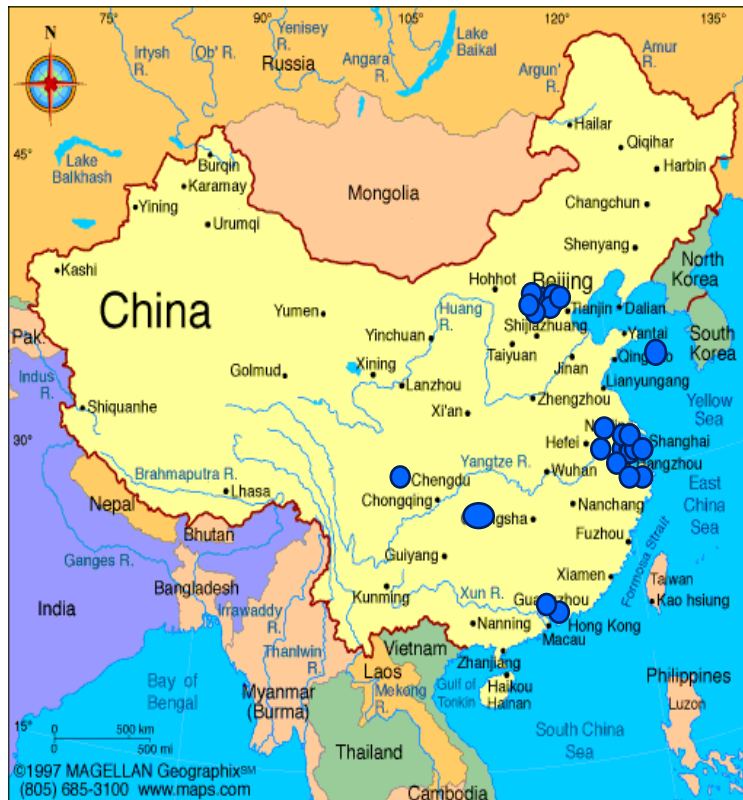 75°
90°
105°
120°
135°
N
Irtysh
R.
Ob' R.
Yenisey
R.
Russia
Angara
R.
Lake
Baikal
Argun'
R.
Amur
R.
Hailar
Qiqihar
Harbin
45°
Lake
Balkhash
Burqin
Karamay
Yining
Urumqi
Mongolia
Changchun
Shenyang
Kashi
Hohhot
Beijing
North
Korea
China
Yumen
Huang
R.
Tianjin
Dalian
Shijiazhuang
Yantai
South
Korea
Pak.
Yinchuan
Taiyuan
Golmud
Xining
Jinan
Indus
R.
Lanzhou
Lianyungang
Shiquanhe
Xi'an
Zhengzhou
Yellow
Sea
30°
Hefei
Shanghai
Brahmaputra R.
Yangtze R.
Wuhan
Lhasa
Chengdu
East
China
Sea
Nepal
Chongqing
Nanchang
Bhutan
Fuzhou
Ganges R.
Guiyang
Formosa Strait
Bangladesh
Xiamen
Taiwan
India
Kunming
Xun R.
Kao hsiung
Irrawaddy
R.
Nanning
Hong Kong
Macau
Thanlwin
R.
Vietnam
Laos
Zhanjiang
Bay of
Bengal
Myanmar
(Burma)
Mekong
R.
Gulf of
Tonkin
Haikou
Hainan
Philippines
Luzon
15°
0 500 km
0 500 mi
South China
Sea
Thailand
©1997 MAGELLAN Geographix℠
(805) 685-3100 www.maps.com
Cambodia